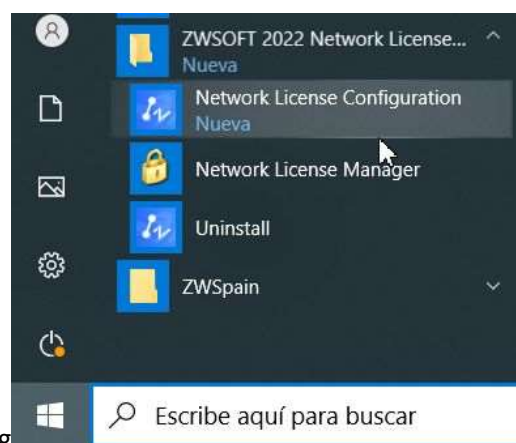 ZWSOFT 2022 Network License...
Nueva
Network License Configuration
Nueva
Network License Manager
Uninstall
ZWSpain
g
Escribe aquí para buscar